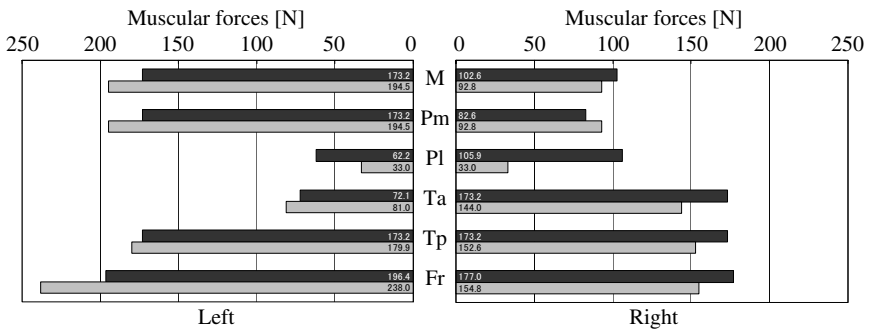 Muscular forces [N] Muscular forces [N]
250 200 150 100 50 0 0 50 100 150 200 250
173.2 M 102.6
194.5 92.8
173.2 Pm 82.6
194.5 92.8
62.2 Pl 105.9
33.0 33.0
72.1 Ta 173.2
81.0 144.0
173.2 Tp 173.2
179.9 152.6
196.4 Fr 177.0
238.0 154.8
Left Right